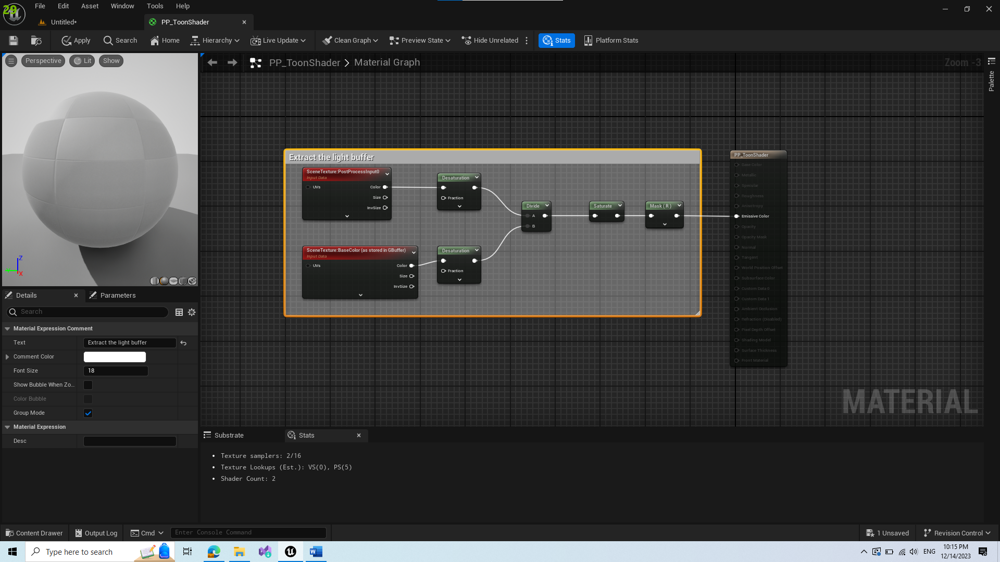 29
File Edit Asset Window Tools Help
Untitled*
PP_ToonShader
Apply Search Home Hierarchy Live Update Clean Graph Preview State Hide Unrelated Stats Platform Stats
Perspective Lit Show
PP_ToonShader > Material Graph
Zoom -3
Palette
Extract the light buffer
SceneTexture:PostProcessInput0
Input Data
UVs Color
Size
InvSize
Desaturation
Fraction
SceneTexture:BaseColor (as stored in GBuffer)
Input Data
UVs Color
Size
InvSize
Desaturation
Fraction
Divide
A
B
Saturate
Mask ( R )
PP_ToonShader
Base Color
Metallic
Specular
Roughness
Anisotropy
Emissive Color
Opacity
Opacity Mask
Normal
Tangent
World Position Offset
Subsurface Color
Custom Data 0
Custom Data 1
Ambient Occlusion
Refraction (Disabled)
Pixel Depth Offset
Shading Model
Surface Thickness
Front Material
MATERIAL
Z
X
Details
Parameters
Search
Material Expression Comment
Text Extract the light buffer
Comment Color
Font Size 18
Show Bubble When Zo...
Color Bubble
Group Mode
Material Expression
Desc
Substrate
Stats
• Texture samplers: 2/16
• Texture Lookups (Est.): VS(0), PS(5)
• Shader Count: 2
Content Drawer Output Log Cmd Enter Console Command 1 Unsaved Revision Control
Type here to search
W
ENG
10:15 PM
12/14/2023